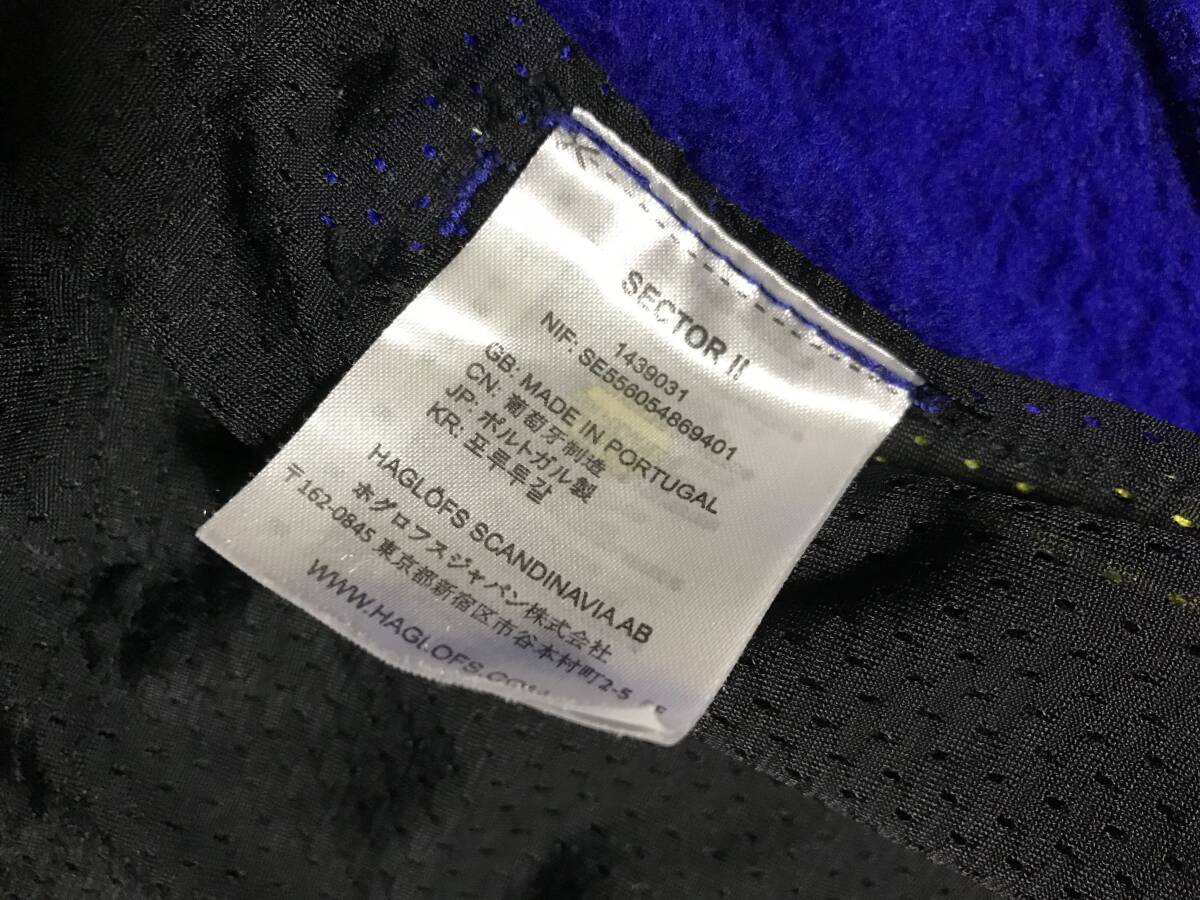 SECTOR II
1439031
NIF: SE556054869401
GB: MADE IN PORTUGAL
CN: 葡萄牙制造
JP: ポルトガル製
KR: 포루투갈
HAGLÖFS SCANDINAVIA AB
ホグロフスジャパン株式会社
〒162-0845 東京都新宿区市谷本村町2-5
WWW.HAGLOFS.COM